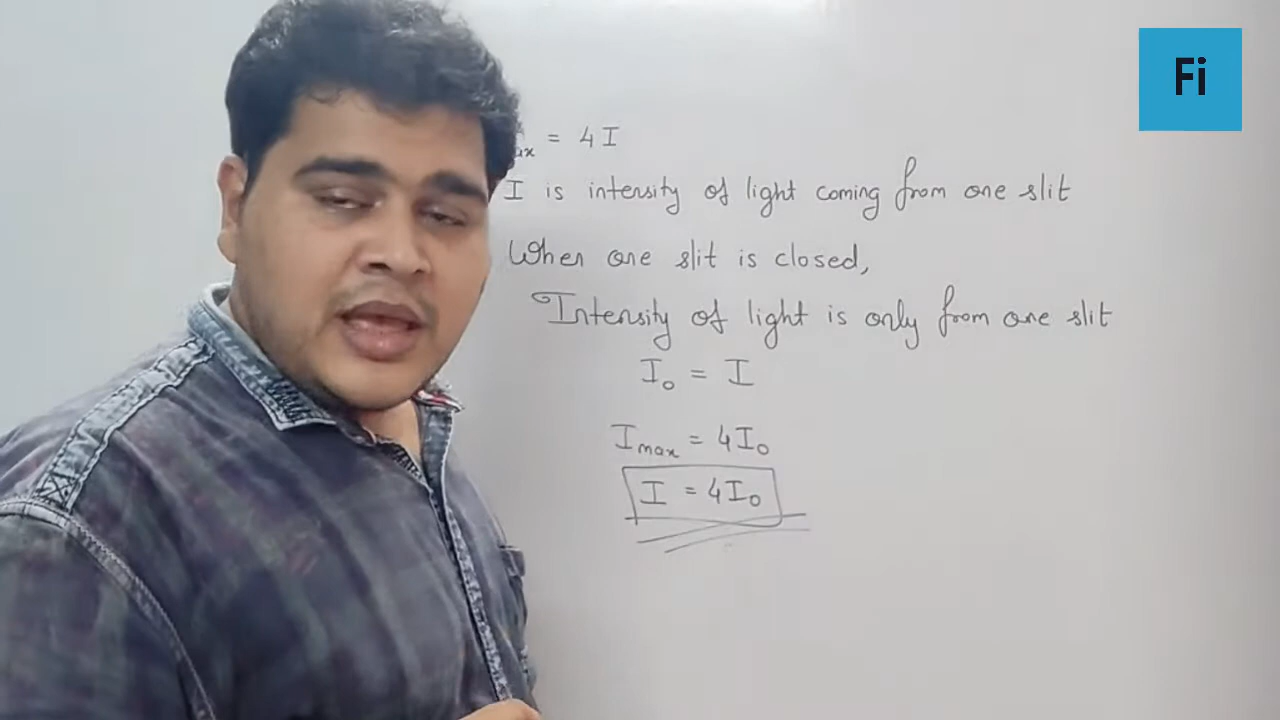 Fi
= 4I
I is intensity of light coming from one slit
When one slit is closed,
Intensity of light is only from one slit
I₀ = I
Imax = 4I₀
I = 4I₀